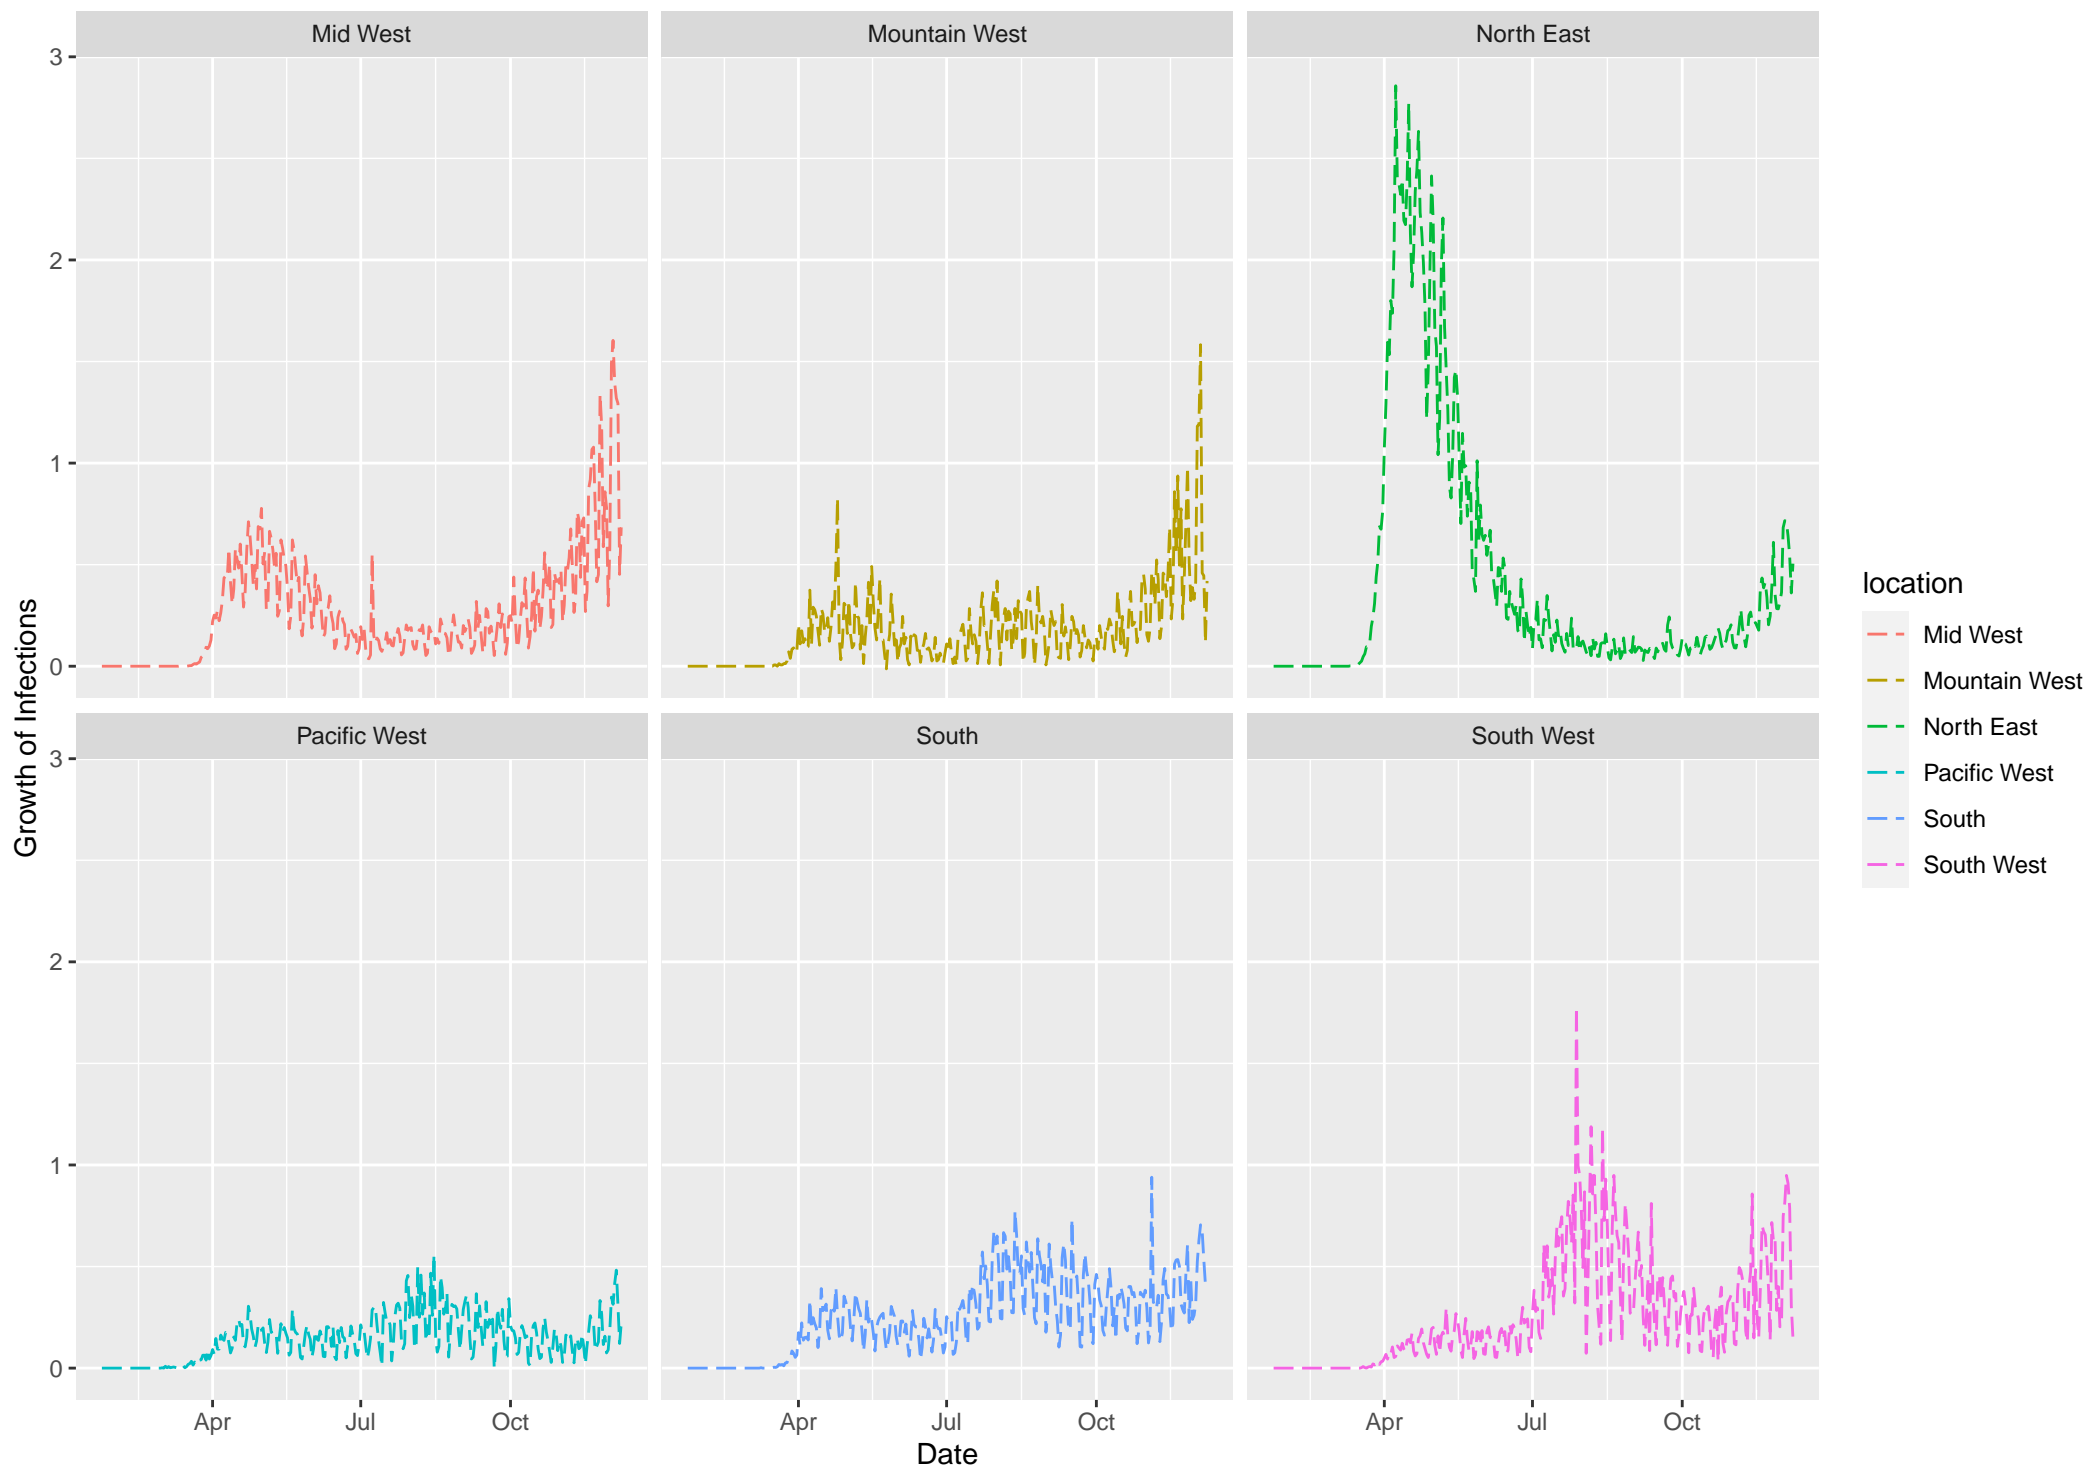 Mid West
Mountain West
North East
3
2
1
0
Pacific West
South
South West
3
2
1
0
Apr
Jul
Oct
Apr
Jul
Oct
Apr
Jul
Oct
Date
Growth of Infections
location
Mid West
Mountain West
North East
Pacific West
South
South West